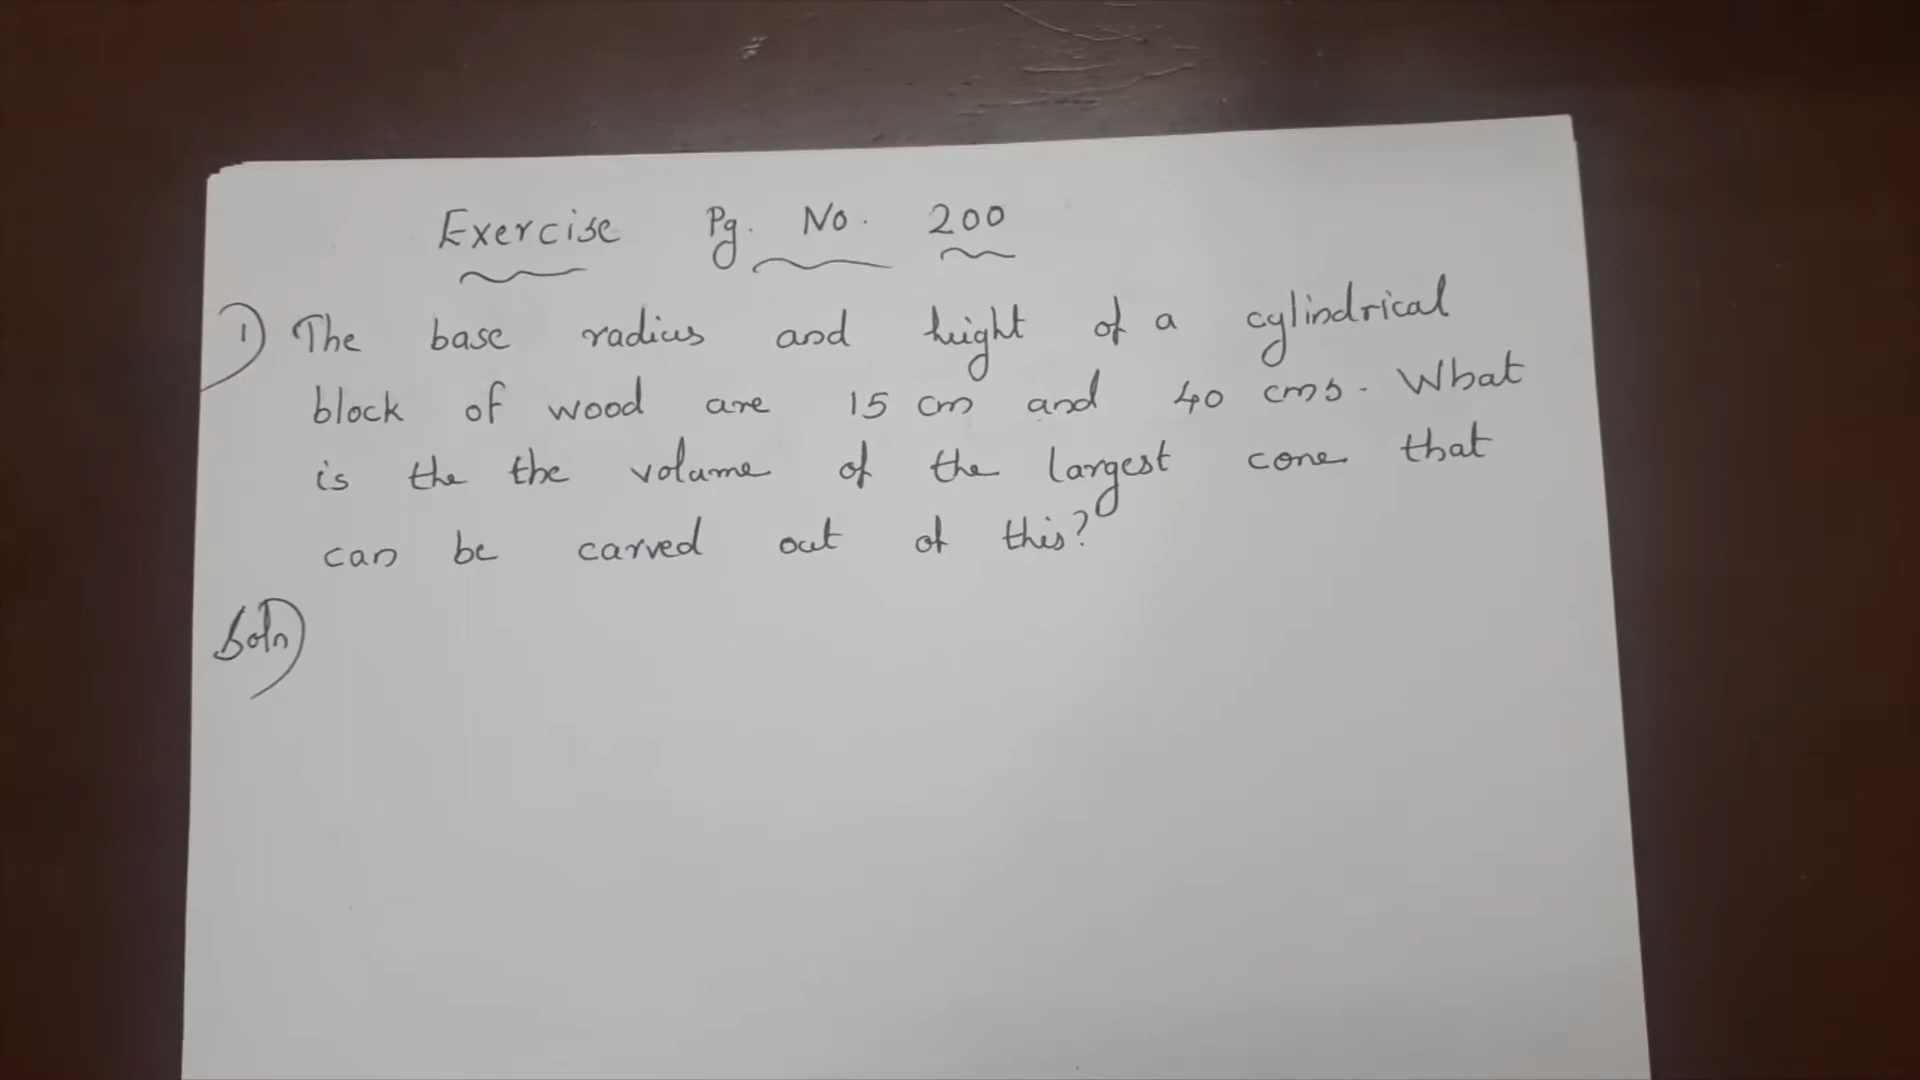 Exercise Pg. No. 200
1) The base radius and height of a cylindrical
block of wood are 15 cm and 40 cms. What
is the the volume of the largest cone that
can be carved out of this?
Soln)